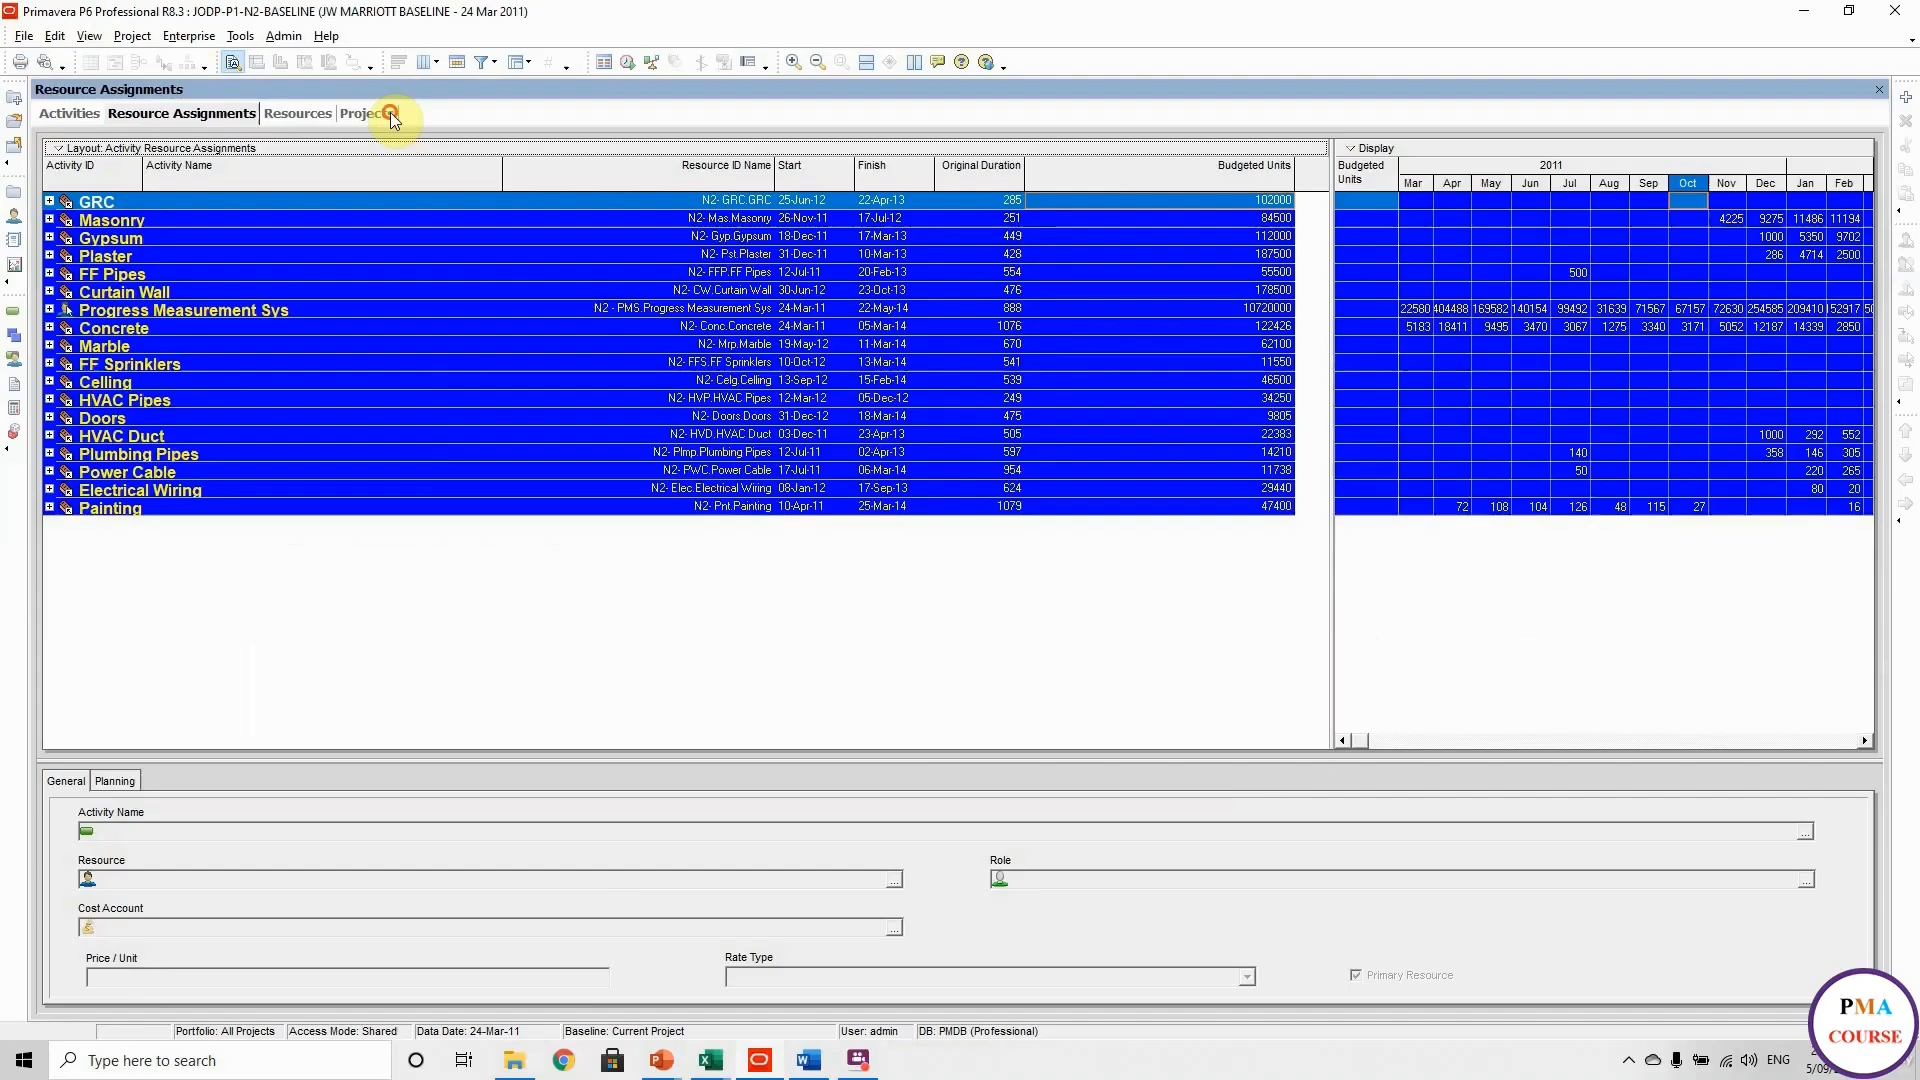 Primavera P6 Professional R8.3 : JODP-P1-N2-BASELINE (JW MARRIOTT BASELINE - 24 Mar 2011)
File Edit View Project Enterprise Tools Admin Help
Resource Assignments
Activities Resource Assignments Resources Projects
Layout: Activity Resource Assignments Display
Activity ID Activity Name Resource ID Name Start Finish Original Duration Budgeted Units Budgeted Units 2011
Mar Apr May Jun Jul Aug Sep Oct Nov Dec Jan Feb
GRC N2- GRC.GRC 25-Jun-12 22-Apr-13 285 102000
Masonry N2- Mas.Masonry 26-Nov-11 17-Jul-12 251 84500 4225 9275 11486 11194
Gypsum N2- Gyp.Gypsum 18-Dec-11 17-Mar-13 449 112000 1000 5350 9702
Plaster N2- Pst.Plaster 31-Dec-11 10-Mar-13 428 187500 286 4714 2500
FF Pipes N2- FFP.FF Pipes 12-Jul-11 20-Feb-13 554 55500 500
Curtain Wall N2- CW.Curtain Wall 30-Jun-12 23-Oct-13 476 178500
Progress Measurement Sys N2 - PMS.Progress Measurement Sys 24-Mar-11 22-May-14 888 10720000 22580 404488 169582 140154 99492 31639 71567 67157 72630 254585 209410 152917
Concrete N2- Conc.Concrete 24-Mar-11 05-Mar-14 1076 122426 5183 18411 9495 3470 3067 1275 3340 3171 5052 12187 14339 2850
Marble N2- Mrp.Marble 19-May-12 11-Mar-14 670 62100
FF Sprinklers N2- FFS.FF Sprinklers 10-Oct-12 13-Mar-14 541 11550
Celling N2- Celg.Celling 13-Sep-12 15-Feb-14 539 46500
HVAC Pipes N2- HVP.HVAC Pipes 12-Mar-12 05-Dec-12 249 34250
Doors N2- Doors.Doors 31-Dec-12 18-Mar-14 475 9805
HVAC Duct N2- HVD.HVAC Duct 03-Dec-11 23-Apr-13 505 22383 1000 292 552
Plumbing Pipes N2- Plmp.Plumbing Pipes 12-Jul-11 02-Apr-13 597 14210 140 358 146 305
Power Cable N2- PWC.Power Cable 17-Jul-11 06-Mar-14 954 11738 50 220 265
Electrical Wiring N2- Elec.Electrical Wiring 08-Jan-12 17-Sep-13 624 29440 80 20
Painting N2- Pnt.Painting 10-Apr-11 25-Mar-14 1079 47400 72 108 104 126 48 115 27 16
General Planning
Activity Name
Resource Role
Cost Account
Price / Unit Rate Type Primary Resource
Portfolio: All Projects Access Mode: Shared Data Date: 24-Mar-11 Baseline: Current Project User: admin DB: PMDB (Professional)
Type here to search ENG
PMA
COURSE